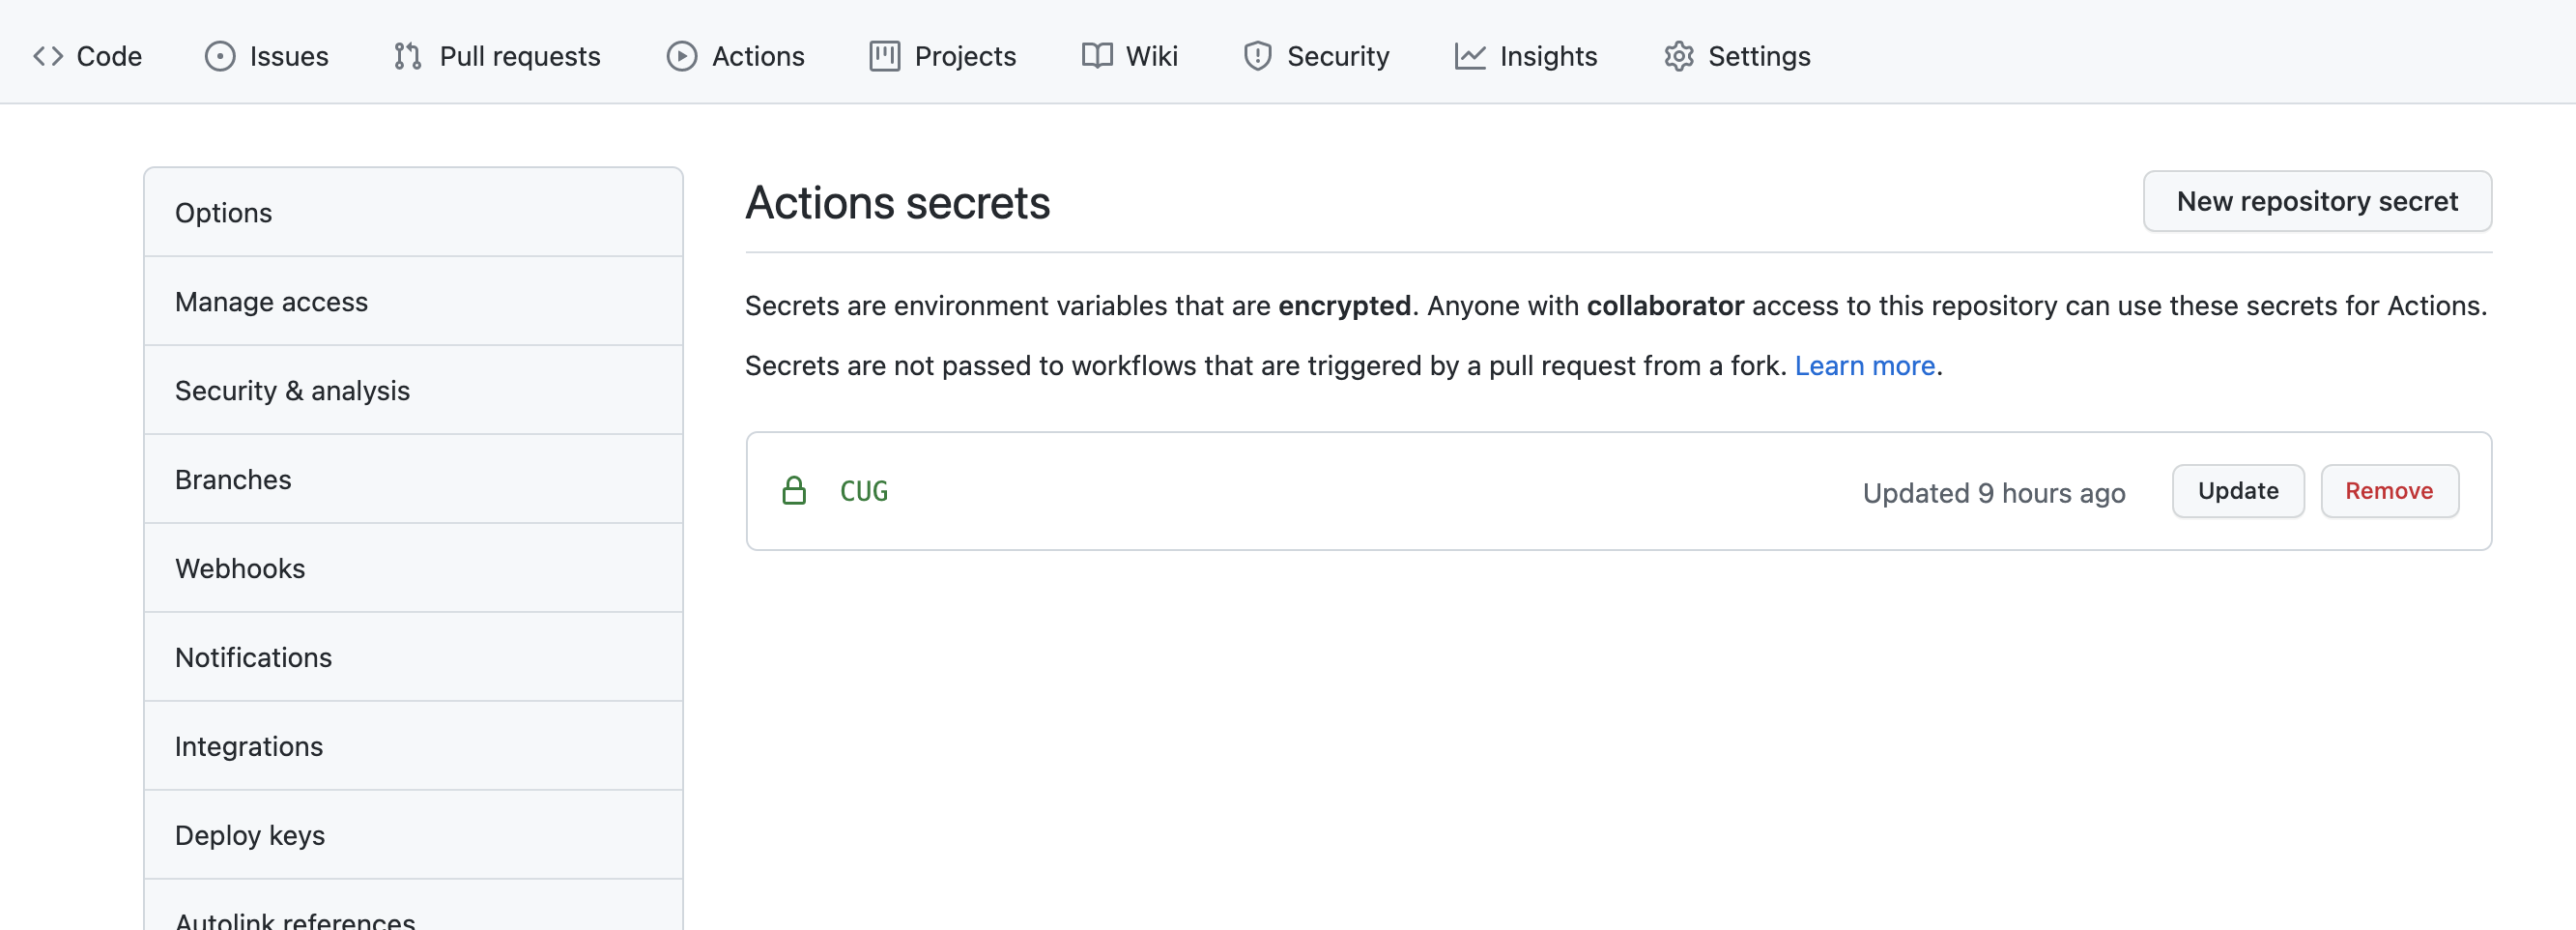 Code Issues Pull requests Actions Projects Wiki Security Insights Settings
Options
Manage access
Security & analysis
Branches
Webhooks
Notifications
Integrations
Deploy keys
Autolink references
Actions secrets
New repository secret
Secrets are environment variables that are encrypted. Anyone with collaborator access to this repository can use these secrets for Actions.
Secrets are not passed to workflows that are triggered by a pull request from a fork. Learn more.
CUG Updated 9 hours ago Update Remove